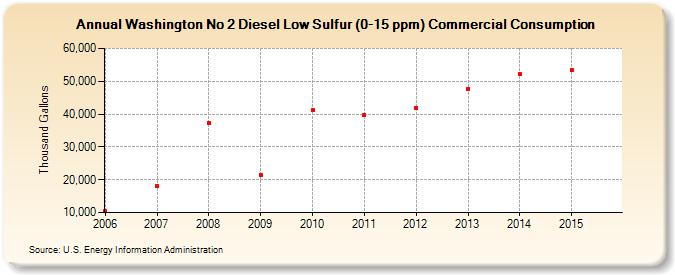 Annual Washington No 2 Diesel Low Sulfur (0-15 ppm) Commercial Consumption
Thousand Gallons
60,000
50,000
40,000
30,000
20,000
10,000
2006 2007 2008 2009 2010 2011 2012 2013 2014 2015
Source: U.S. Energy Information Administration